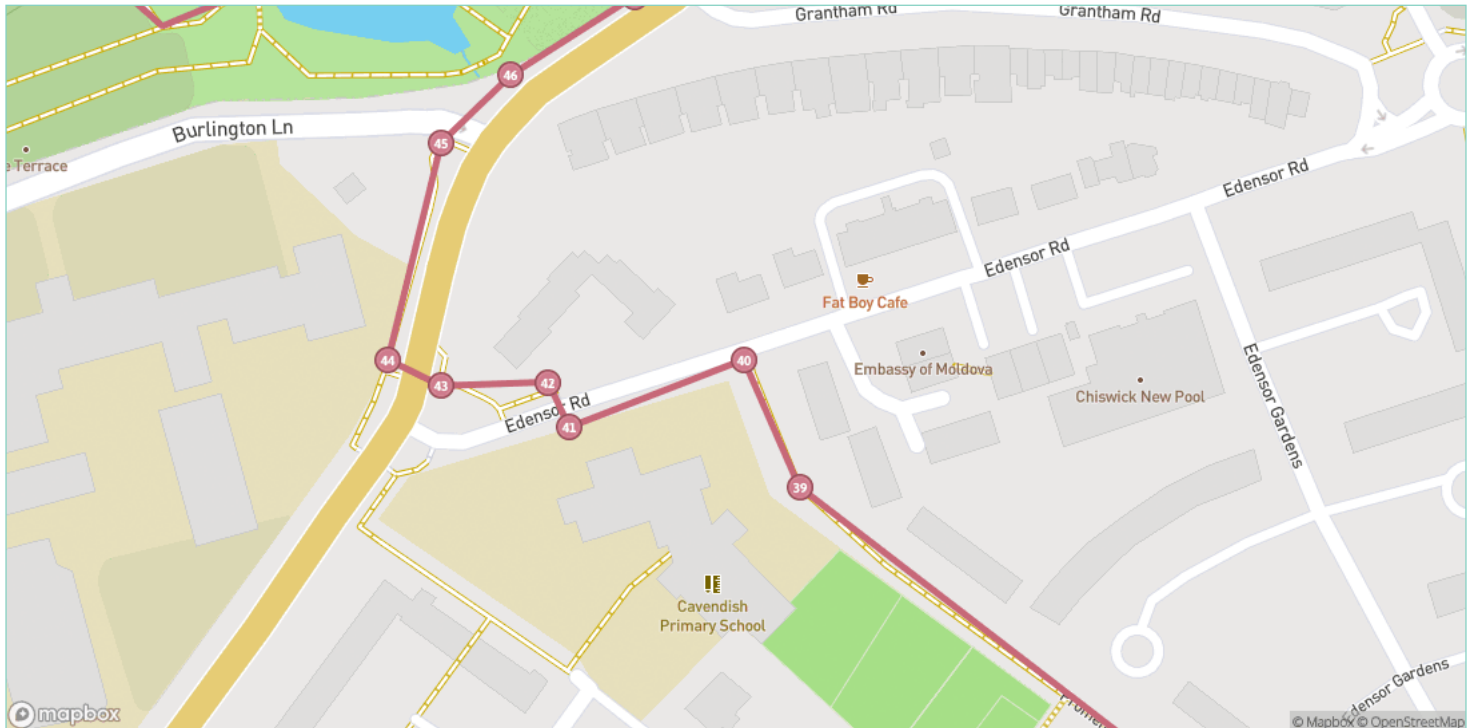 Grantham Rd
Grantham Rd
46
Burlington Ln
45
e Terrace
Edensor Rd
Edensor Rd
Fat Boy Cafe
44
43
42
40
Embassy of Moldova
Chiswick New Pool
Edensor Rd
41
Edensor Gardens
39
Cavendish
Primary School
Edensor Gardens
Prome
mapbox
© Mapbox © OpenStreetMap